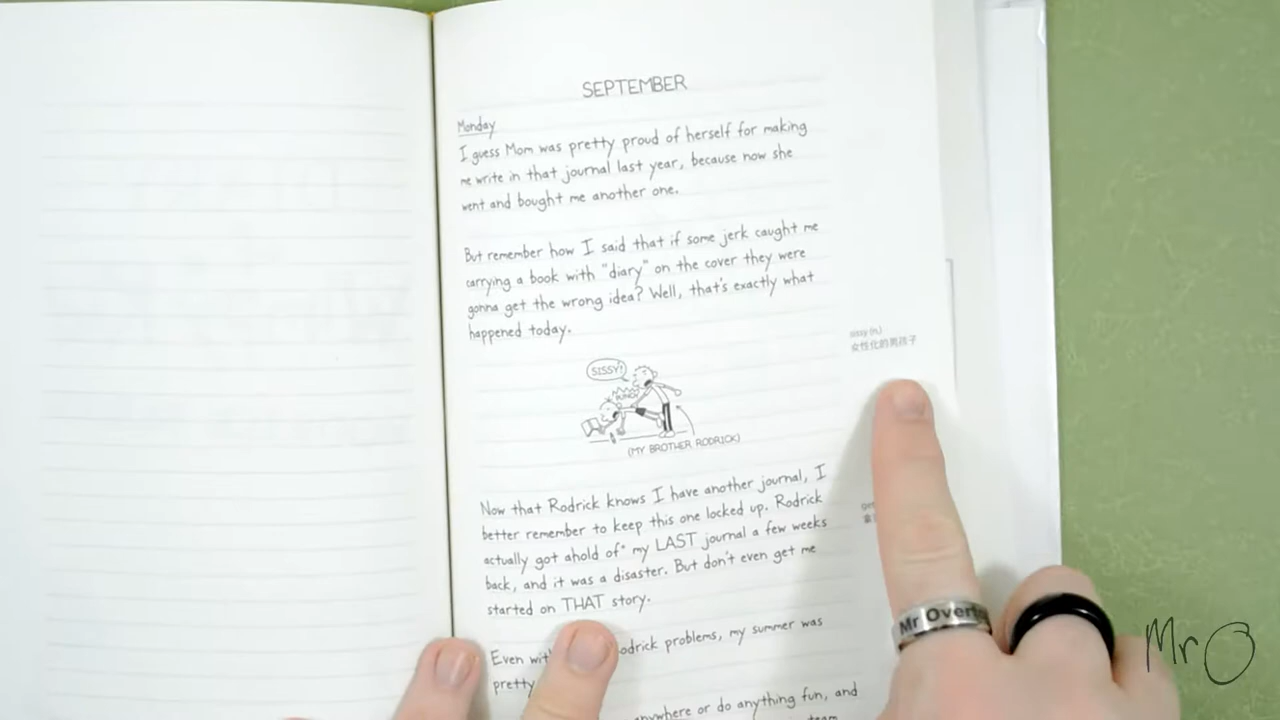 SEPTEMBER
Monday
I guess Mom was pretty proud of herself for making
me write in that journal last year, because now she
went and bought me another one.
But remember how I said that if some jerk caught me
carrying a book with "diary" on the cover they were
gonna get the wrong idea? Well, that's exactly what
happened today.
sissy (n.)
女性化的男孩子
SISSY!
(MY BROTHER RODRICK)
Now that Rodrick knows I have another journal, I
better remember to keep this one locked up. Rodrick
actually got ahold of* my LAST journal a few weeks
back, and it was a disaster. But don't even get me
started on THAT story.
Even odrick problems, my summer was
pretty
anywhere or do anything fun, and
team
Mr Overt
Mr O